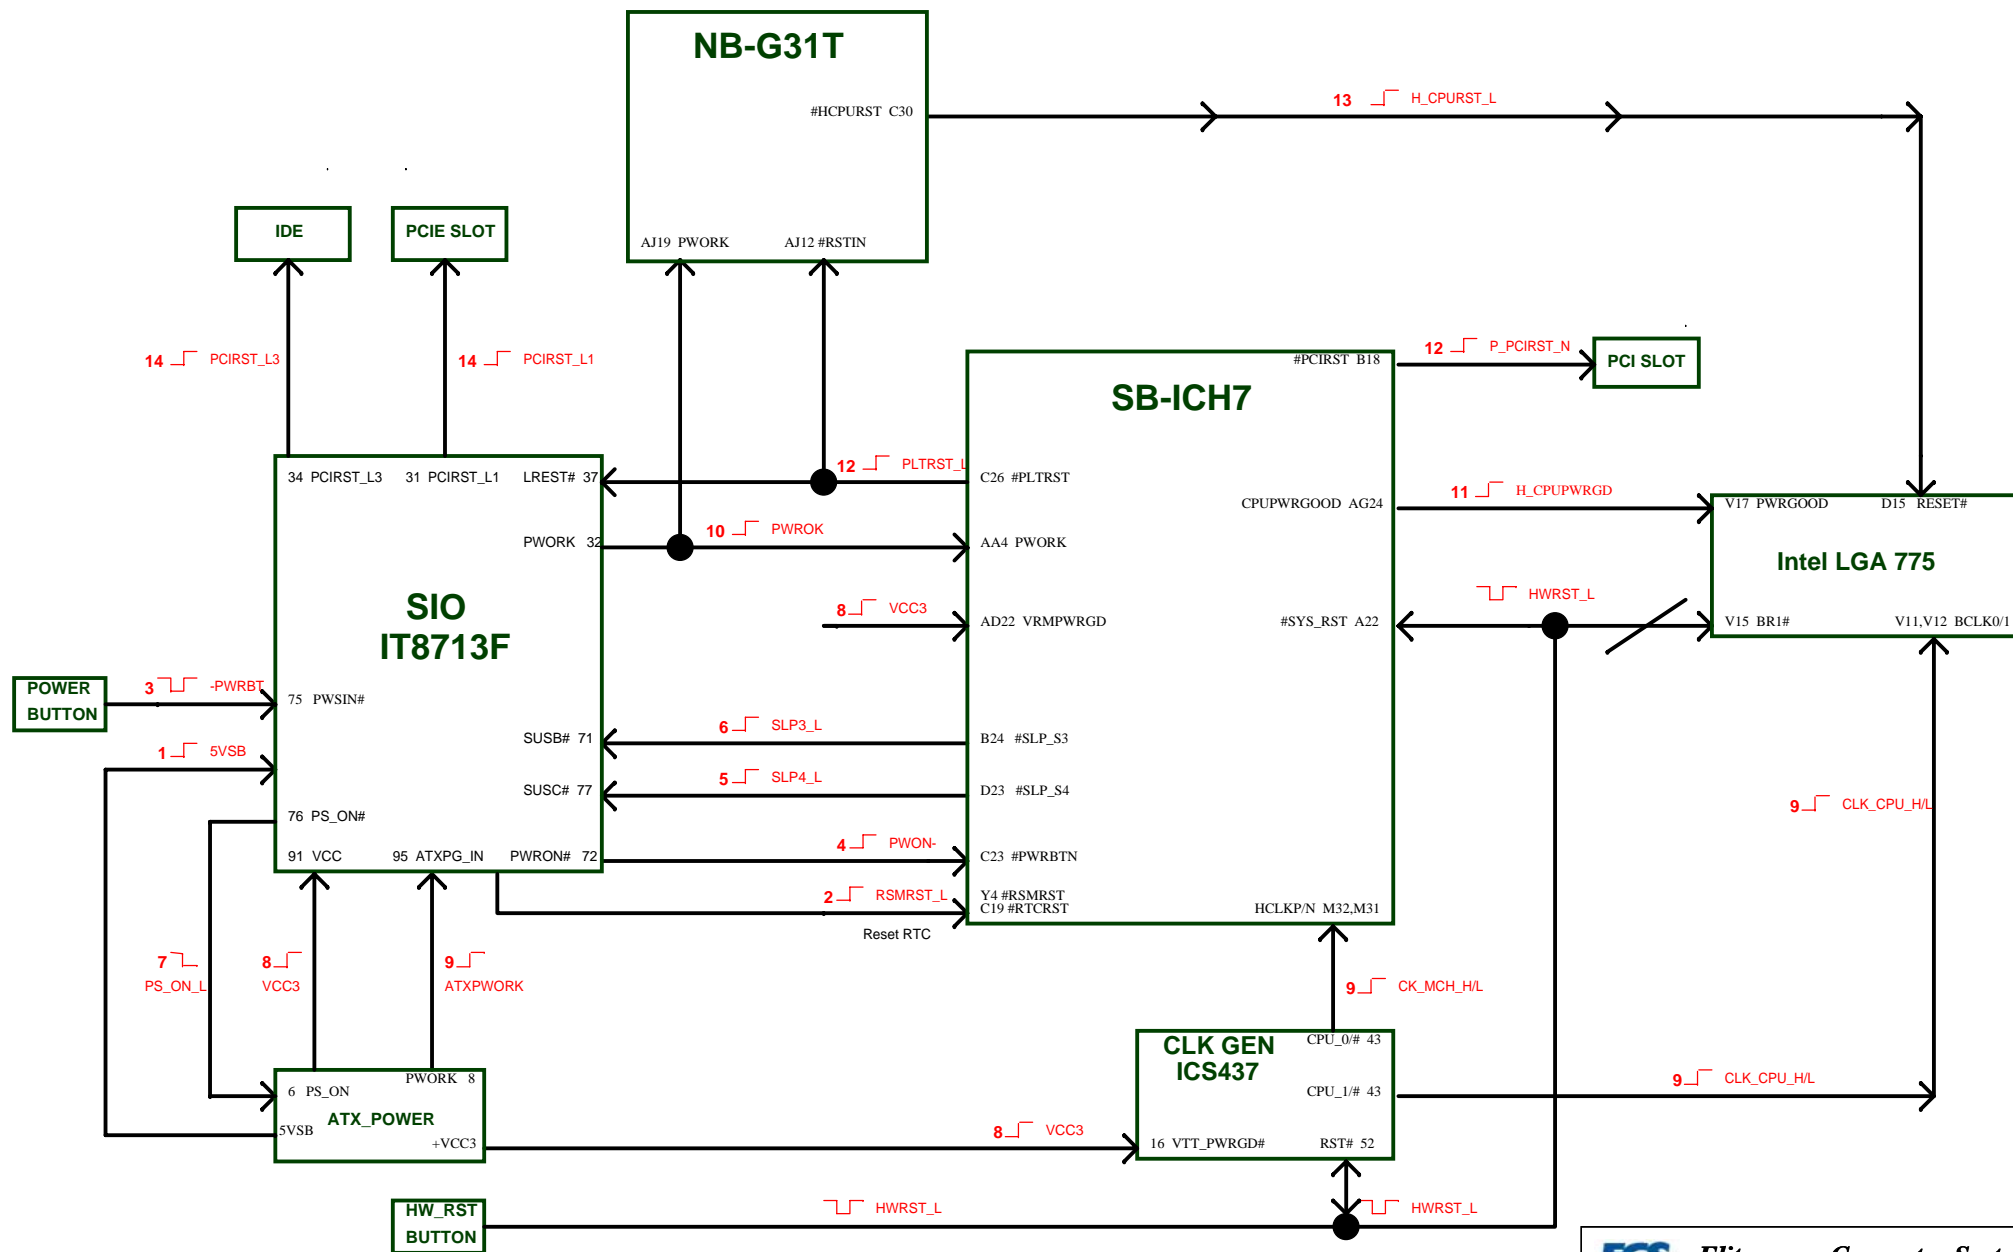 NB-G31T
#HCPURST C30
13 H_CPURST_L
AJ19 PWORK
AJ12 #RSTIN
IDE
PCIE SLOT
14 PCIRST_L3
14 PCIRST_L1
SB-ICH7
#PCIRST B18
12 P_PCIRST_N
PCI SLOT
34 PCIRST_L3
31 PCIRST_L1
LREST# 37
12 PLTRST_L
C26 #PLTRST
CPUPWRGOOD AG24
11 H_CPUPWRGD
V17 PWRGOOD
D15 RESET#
PWORK 32
10 PWROK
AA4 PWORK
Intel LGA 775
SIO
IT8713F
8 VCC3
AD22 VRMPWRGD
#SYS_RST A22
HWRST_L
V15 BR1#
V11,V12 BCLK0/1
POWER
BUTTON
3 -PWRBT
75 PWSIN#
1 5VSB
SUSB# 71
6 SLP3_L
B24 #SLP_S3
SUSC# 77
5 SLP4_L
D23 #SLP_S4
9 CLK_CPU_H/L
76 PS_ON#
91 VCC
95 ATXPG_IN
PWRON# 72
4 PWON-
C23 #PWRBTN
2 RSMRST_L
Y4 #RSMRST
C19 #RTCRST
HCLKP/N M32,M31
Reset RTC
7
PS_ON_L
8
VCC3
9
ATXPWORK
9 CK_MCH_H/L
CLK GEN
ICS437
CPU_0/# 43
CPU_1/# 43
9 CLK_CPU_H/L
PWORK 8
6 PS_ON
ATX_POWER
5VSB
+VCC3
8 VCC3
16 VTT_PWRGD#
RST# 52
HW_RST
BUTTON
HWRST_L
HWRST_L